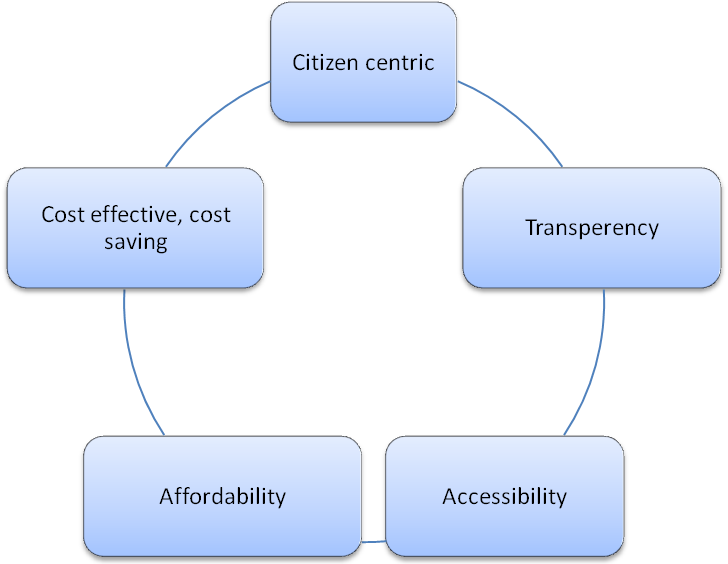 Citizen centric
Cost effective, cost
saving
Transperency
Affordability
Accessibility